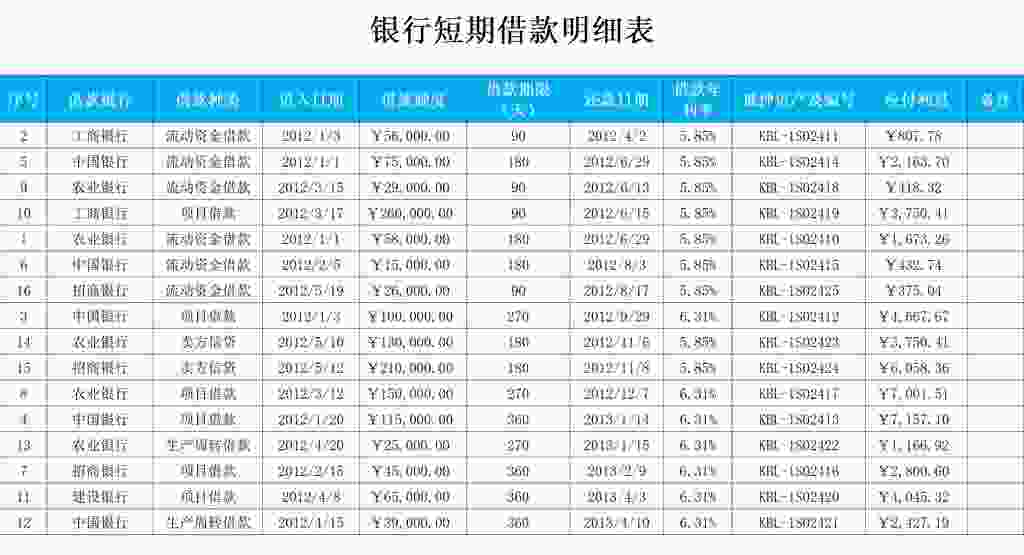 银行短期借款明细表
序号 借款银行 借款种类 借入日期 借款额度 借款期限（天） 还款日期 借款年利率 抵押资产及编号 应付利息 备注
2 工商银行 流动资金借款 2012/1/3 ￥56,000.00 90 2012/4/2 5.85% KBL-1S02411 ￥807.78
5 中国银行 流动资金借款 2012/1/1 ￥75,000.00 180 2012/6/29 5.85% KBL-1S02414 ￥2,163.70
9 农业银行 流动资金借款 2012/3/15 ￥29,000.00 90 2012/6/13 5.85% KBL-1S02418 ￥418.32
10 工商银行 项目借款 2012/3/17 ￥260,000.00 90 2012/6/15 5.85% KBL-1S02419 ￥3,750.41
1 农业银行 流动资金借款 2012/1/1 ￥58,000.00 180 2012/6/29 5.85% KBL-1S02410 ￥1,673.26
6 中国银行 流动资金借款 2012/2/5 ￥15,000.00 180 2012/8/3 5.85% KBL-1S02415 ￥432.74
16 招商银行 流动资金借款 2012/5/19 ￥26,000.00 90 2012/8/17 5.85% KBL-1S02425 ￥375.04
3 中国银行 项目借款 2012/1/3 ￥100,000.00 270 2012/9/29 6.31% KBL-1S02412 ￥4,667.67
14 农业银行 卖方信贷 2012/5/10 ￥130,000.00 180 2012/11/6 5.85% KBL-1S02423 ￥3,750.41
15 招商银行 卖方信贷 2012/5/12 ￥210,000.00 180 2012/11/8 5.85% KBL-1S02424 ￥6,058.36
8 农业银行 项目借款 2012/3/12 ￥150,000.00 270 2012/12/7 6.31% KBL-1S02417 ￥7,001.51
4 中国银行 项目借款 2012/1/20 ￥115,000.00 360 2013/1/14 6.31% KBL-1S02413 ￥7,157.10
13 农业银行 生产周转借款 2012/4/20 ￥25,000.00 270 2013/1/15 6.31% KBL-1S02422 ￥1,166.92
7 招商银行 项目借款 2012/2/15 ￥45,000.00 360 2013/2/9 6.31% KBL-1S02416 ￥2,800.60
11 建设银行 项目借款 2012/4/8 ￥65,000.00 360 2013/4/3 6.31% KBL-1S02420 ￥4,045.32
12 中国银行 生产周转借款 2012/4/15 ￥39,000.00 360 2013/4/10 6.31% KBL-1S02421 ￥2,427.19